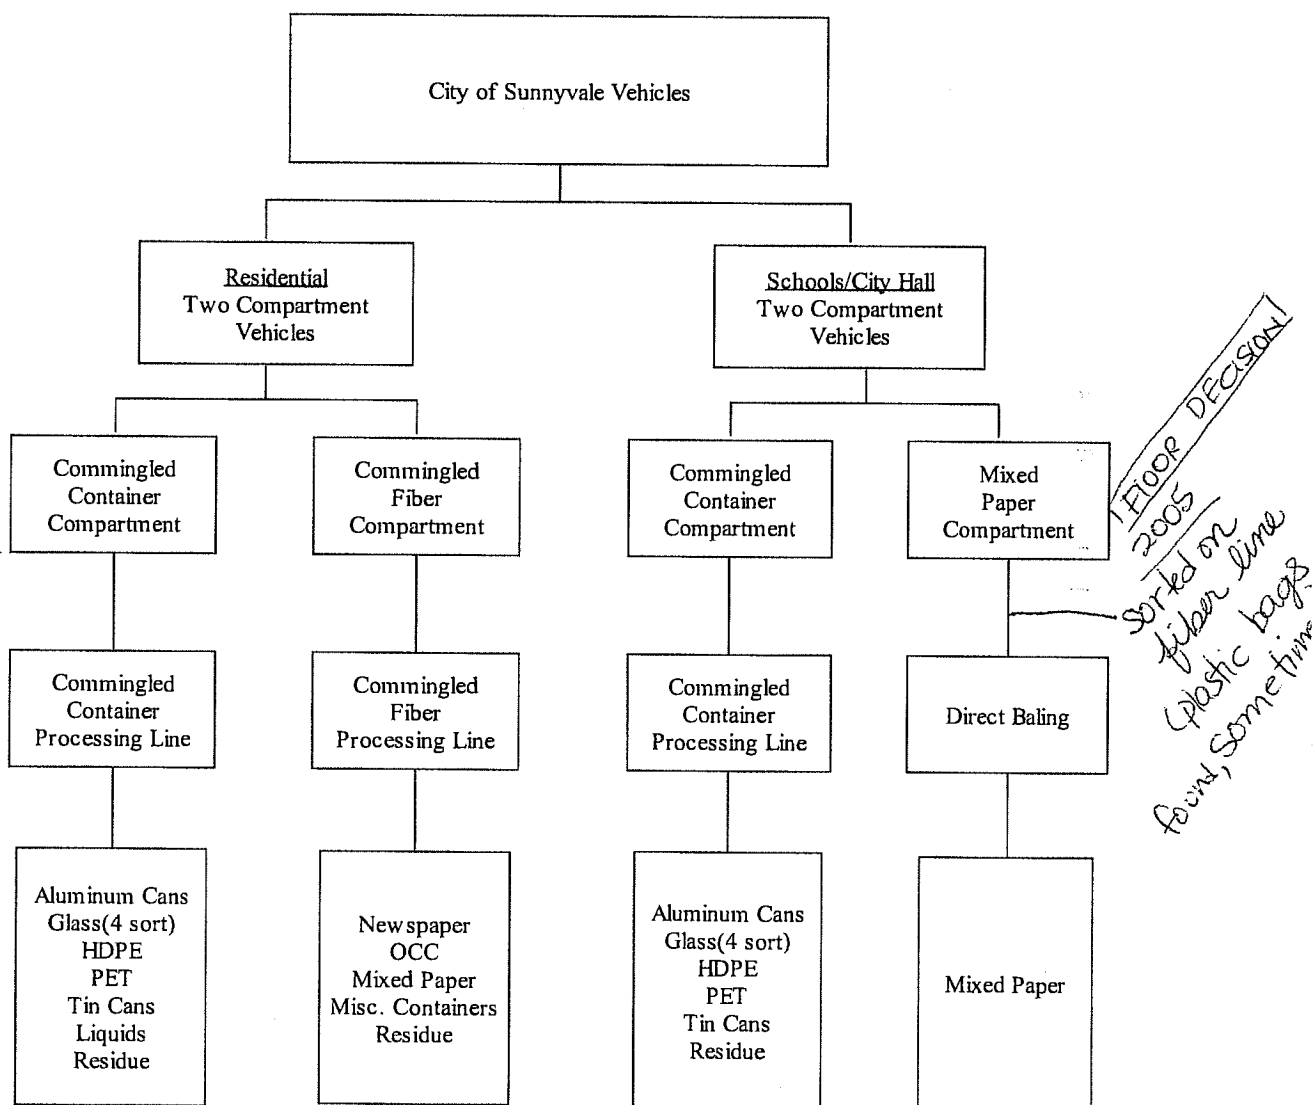 City of Sunnyvale Vehicles
Residential
Two Compartment
Vehicles
Schools/City Hall
Two Compartment
Vehicles
Commingled
Container
Compartment
Commingled
Fiber
Compartment
Commingled
Container
Compartment
Mixed
Paper
Compartment
FlOOR DEcisioN
2005
sorted on
fiber line
(plastic bags
found, sometime
Commingled
Container
Processing Line
Commingled
Fiber
Processing Line
Commingled
Container
Processing Line
Direct Baling
Aluminum Cans
Glass(4 sort)
HDPE
PET
Tin Cans
Liquids
Residue
Newspaper
OCC
Mixed Paper
Misc. Containers
Residue
Aluminum Cans
Glass(4 sort)
HDPE
PET
Tin Cans
Residue
Mixed Paper